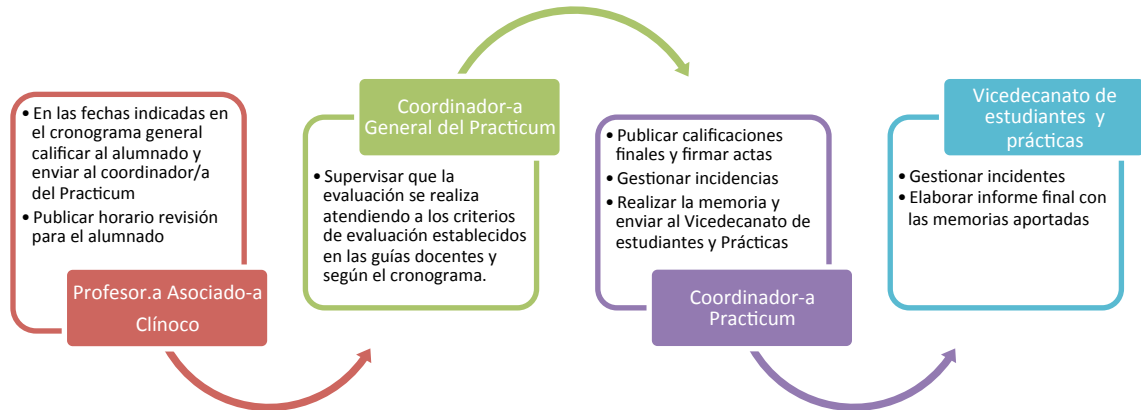 • En las fechas indicadas en
el cronograma general
calificar al alumnado y
enviar al coordinador/a
del Practicum
• Publicar horario revisión
para el alumnado
Profesor.a Asociado-a
Clínoco
Coordinador-a
General del Practicum
• Supervisar que la
evaluación se realiza
atendiendo a los criterios
de evaluación establecidos
en las guías docentes y
según el cronograma.
• Publicar calificaciones
finales y firmar actas
• Gestionar incidencias
• Realizar la memoria y
enviar al Vicedecanato de
estudiantes y Prácticas
Coordinador-a
Practicum
Vicedecanato de
estudiantes y
prácticas
• Gestionar incidentes
• Elaborar informe final con
las memorias aportadas